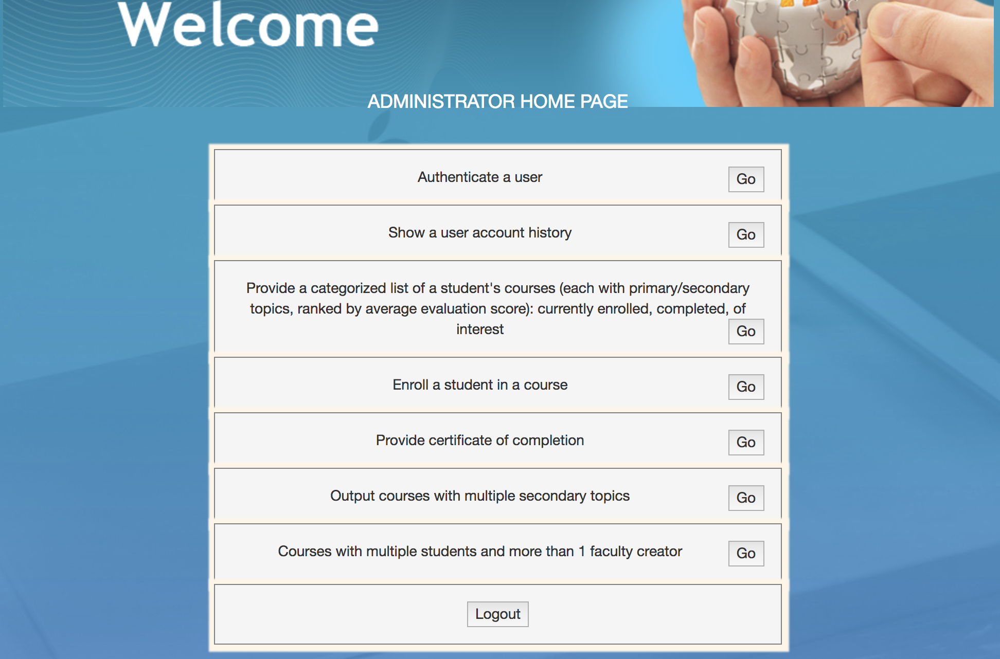 Welcome
ADMINISTRATOR HOME PAGE
Authenticate a user
Go
Show a user account history
Go
Provide a categorized list of a student's courses (each with primary/secondary
topics, ranked by average evaluation score): currently enrolled, completed, of
interest
Go
Enroll a student in a course
Go
Provide certificate of completion
Go
Output courses with multiple secondary topics
Go
Courses with multiple students and more than 1 faculty creator
Go
Logout